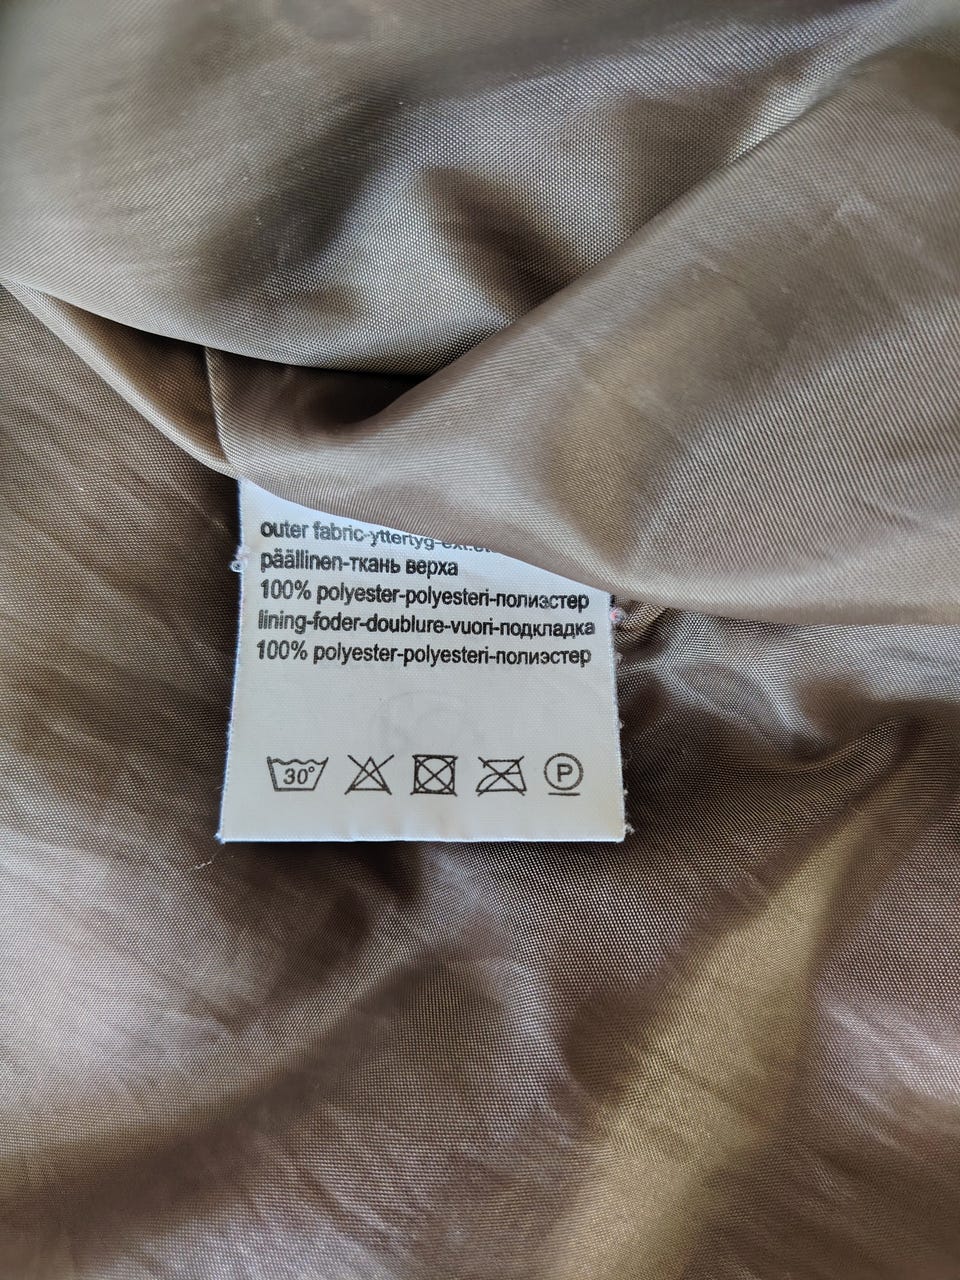 outer fabric-yttertyg-
päällinen-ткань верха
100% polyester-polyesteri-полиэстер
lining-foder-doublure-vuori-подкладка
100% polyester-polyesteri-полиэстер
30°
P